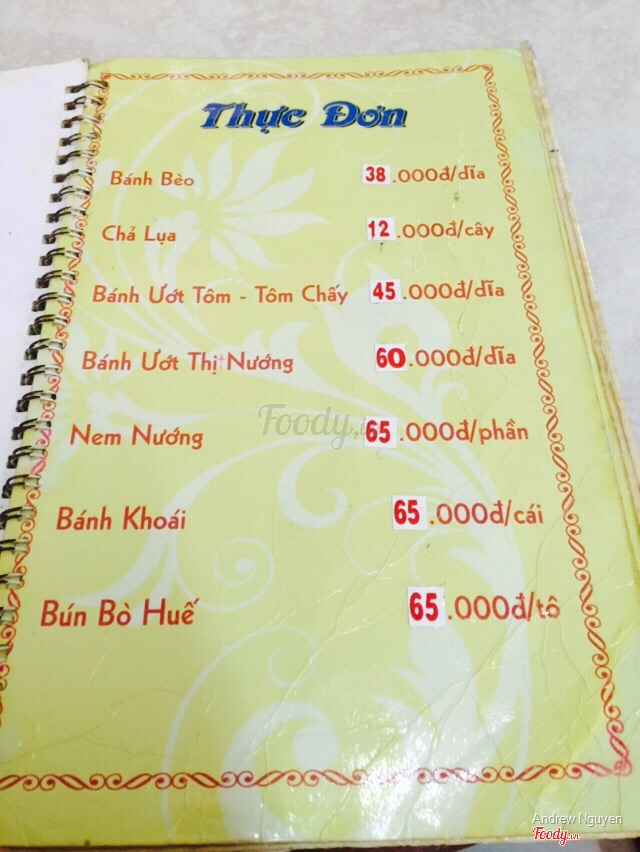 Thực Đơn
Bánh Bèo 38.000đ/dĩa
Chả Lụa 12.000đ/cây
Bánh Ướt Tôm - Tôm Chấy 45.000đ/dĩa
Bánh Ướt Thịt Nướng 60.000đ/dĩa
Foody.vn
Nem Nướng 65.000đ/phần
Bánh Khoái 65.000đ/cái
Bún Bò Huế 65.000đ/tô
Andrew Nguyen
Foody.vn